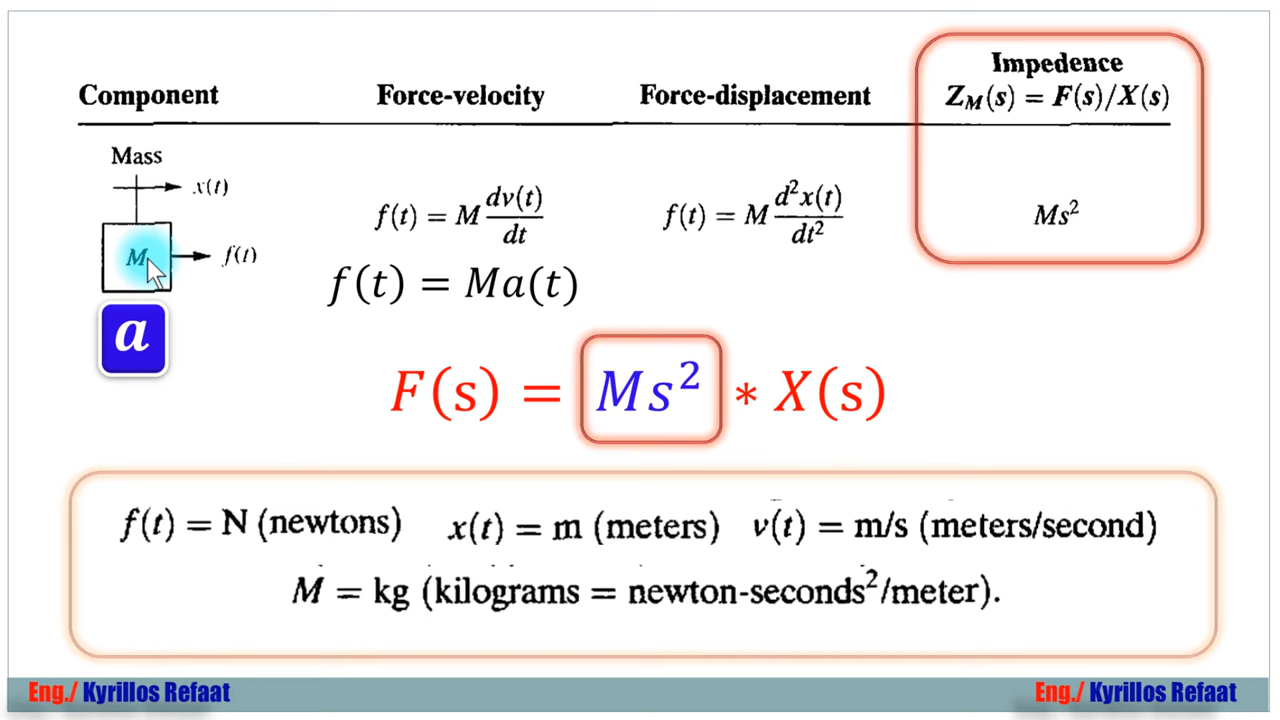 Component Force-velocity Force-displacement Impedence Z_M(s) = F(s)/X(s)
Mass
x(t)
M
f(t)
f(t) = M dv(t)/dt
f(t) = M d²x(t)/dt²
Ms²
f(t) = Ma(t)
a
F(s) = Ms² * X(s)
f(t) = N (newtons) x(t) = m (meters) v(t) = m/s (meters/second)
M = kg (kilograms = newton-seconds²/meter).
Eng./ Kyrillos Refaat
Eng./ Kyrillos Refaat